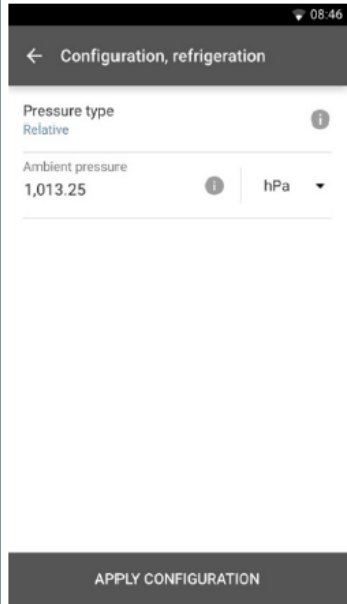 08:46
← Configuration, refrigeration
Pressure type
Relative
Ambient pressure
1,013.25
hPa
APPLY CONFIGURATION